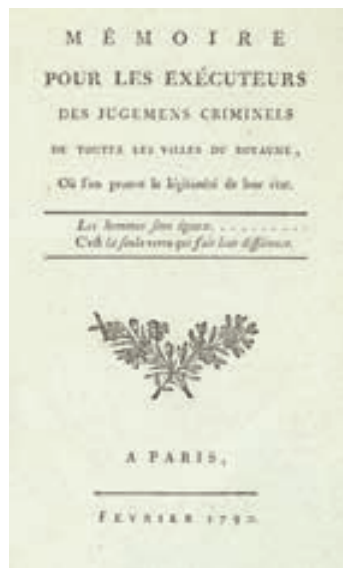 MÉMOIRE
POUR LES EXÉCUTEURS
DES JUGEMENS CRIMINELS
DE TOUTES LES VILLES DU ROYAUME,
Où l'on prouve la légitimité de leur état.
Les hommes sont égaux. . . . . . . . .
C'est la seule vertu qui fait leur différence.
A PARIS,
FEVRIER 1790.